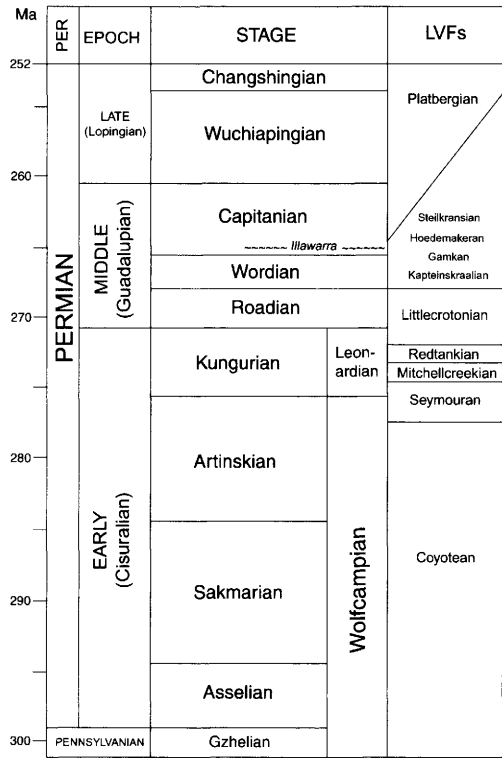 Ma
PER
EPOCH
STAGE
LVFs
252
260
270
280
290
300
PERMIAN
LATE
(Lopingian)
MIDDLE
(Guadalupian)
EARLY
(Cisuralian)
PENNSYLVANIAN
Changshingian
Wuchiapingian
Capitanian
Illawarra
Wordian
Roadian
Kungurian
Artinskian
Sakmarian
Asselian
Gzhelian
Leon-
ardian
Wolfcampian
Platbergian
Steilkransian
Hoedemakeran
Gamkan
Kapteinskraalian
Littlecrotonian
Redtankian
Mitchellcreekian
Seymouran
Coyotean